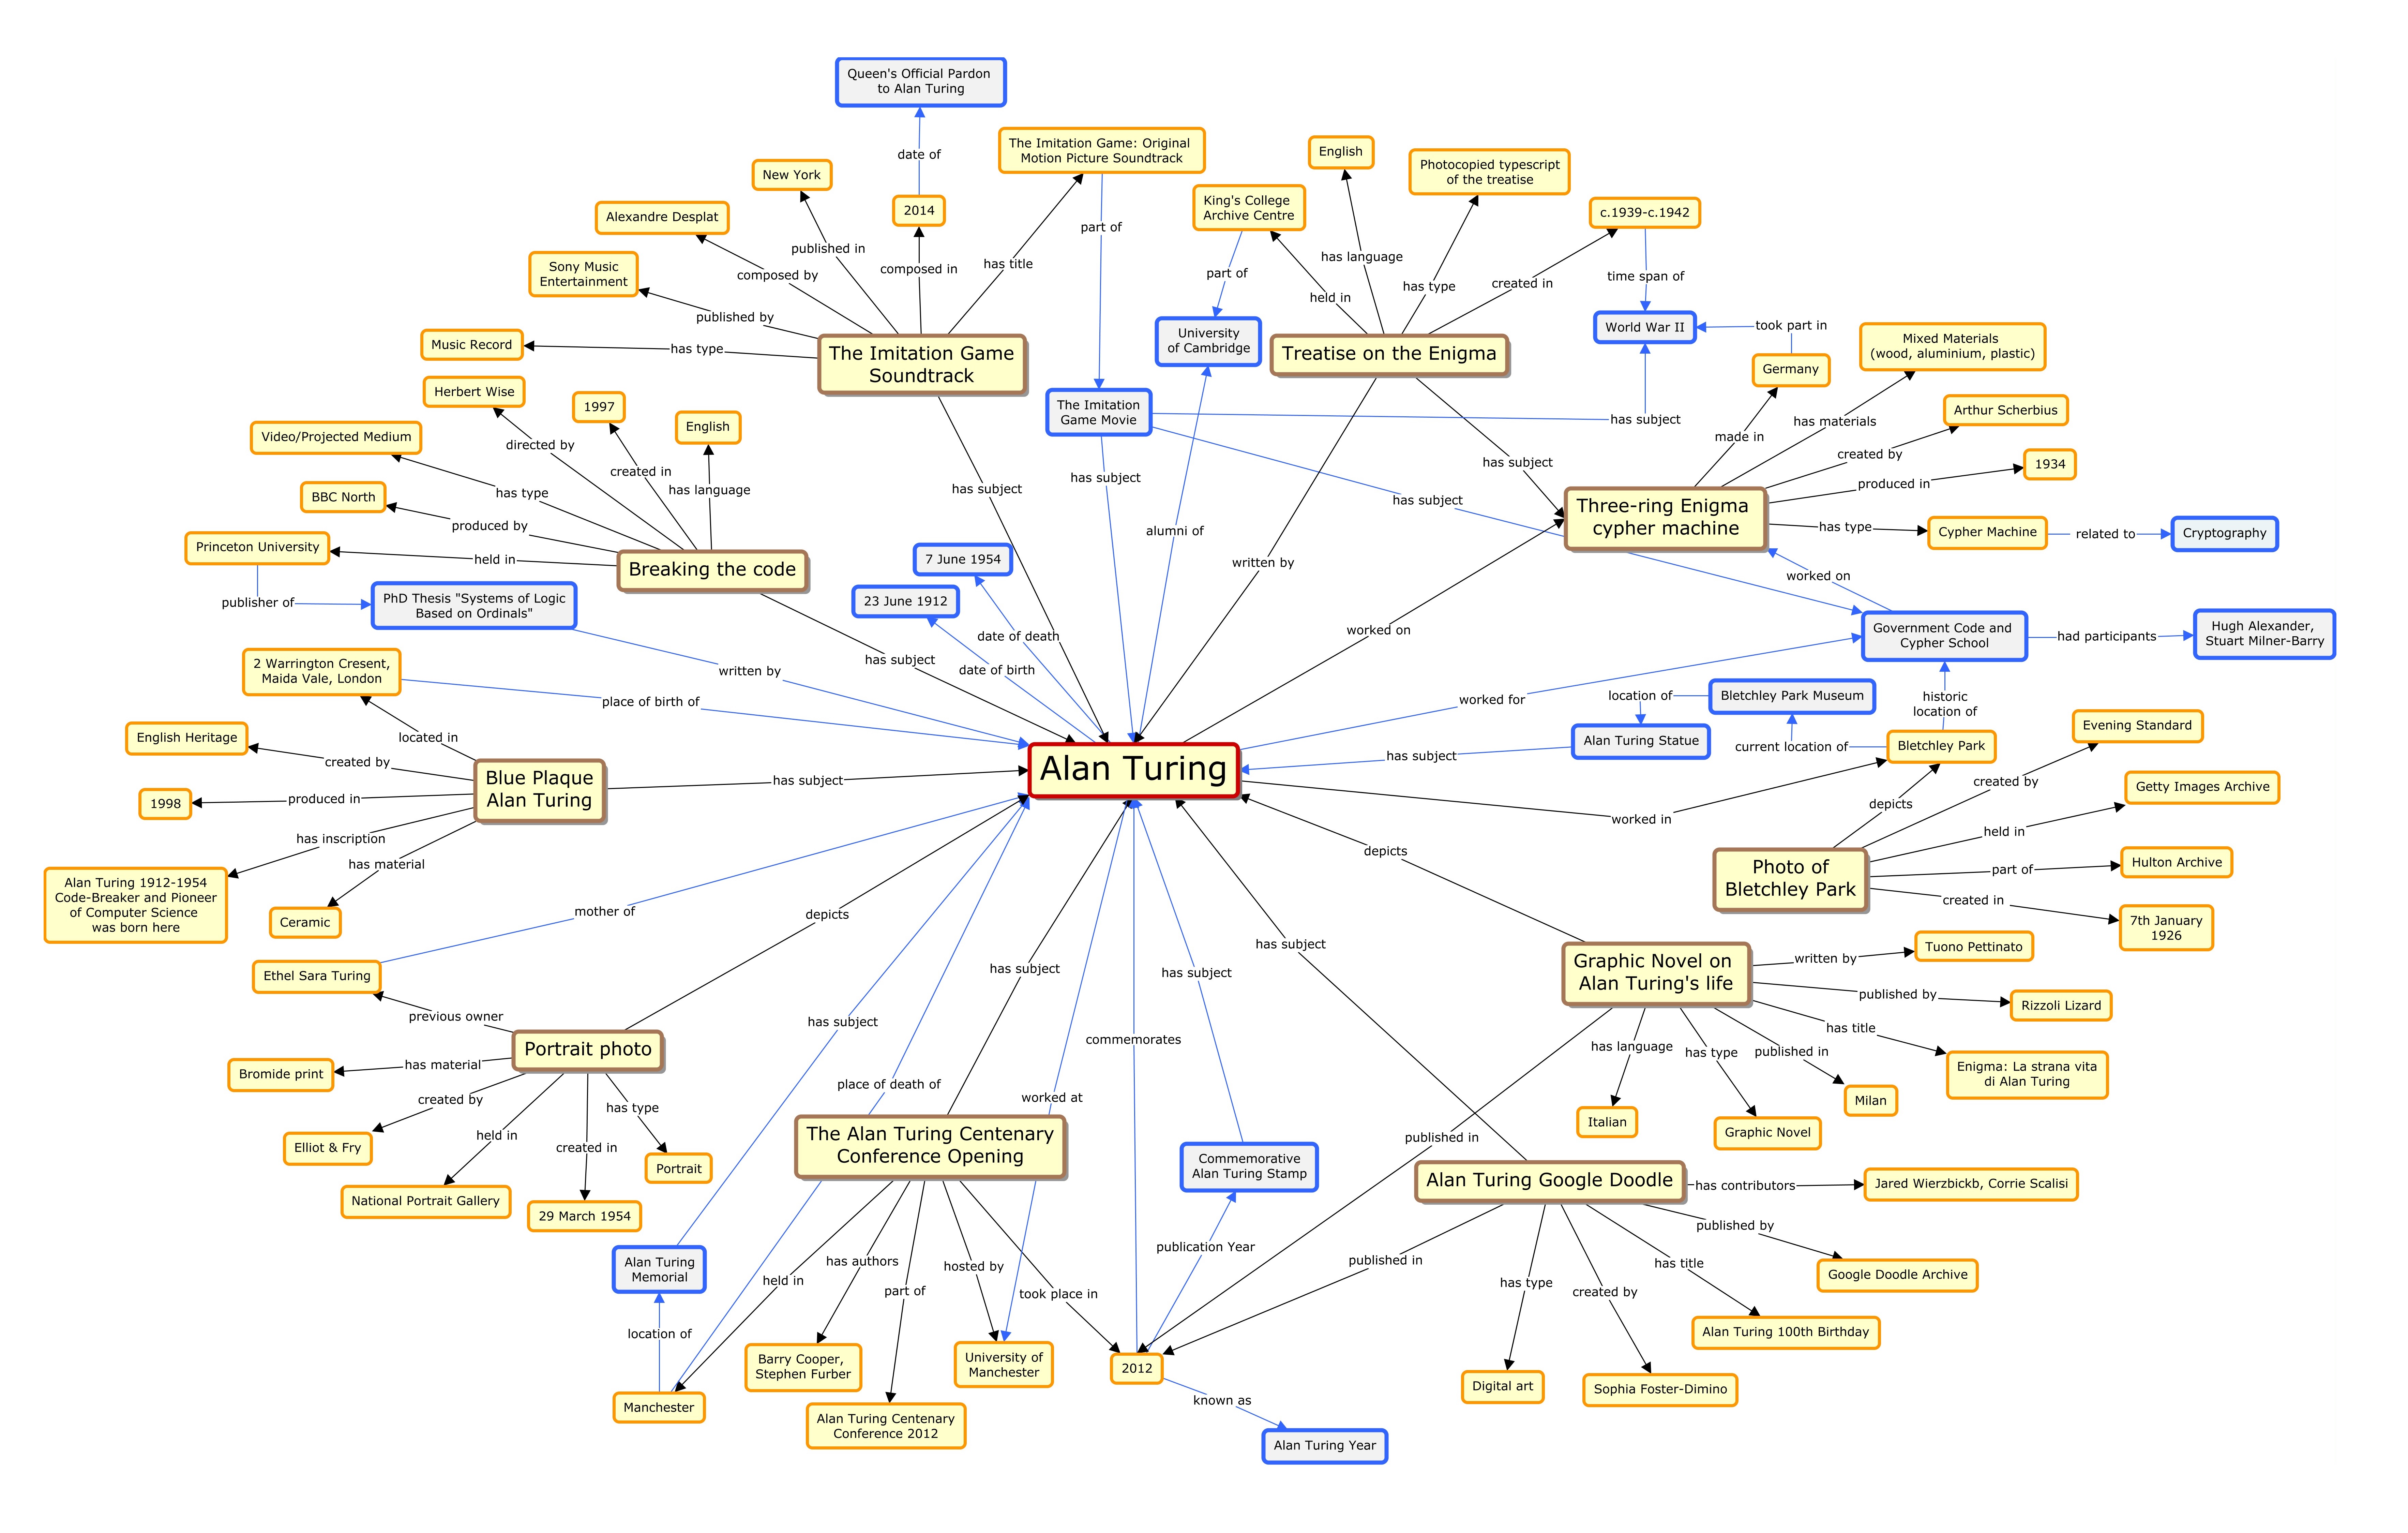 Queen's Official Pardon
to Alan Turing
date of
The Imitation Game: Original
Motion Picture Soundtrack
English
Photocopied typescript
of the treatise
New York
2014
King's College
Archive Centre
c.1939-c.1942
Alexandre Desplat
published in
part of
has language
Sony Music
Entertainment
composed by
composed in
has title
part of
held in
has type
created in
time span of
published by
Music Record
has type
The Imitation Game
Soundtrack
University
of Cambridge
Treatise on the Enigma
World War II
took part in
Mixed Materials
(wood, aluminium, plastic)
Germany
Herbert Wise
1997
English
The Imitation
Game Movie
has subject
has materials
Arthur Scherbius
Video/Projected Medium
directed by
created in
made in
created by
1934
has type
has language
has subject
has subject
has subject
has subject
produced in
BBC North
produced by
Three-ring Enigma
cypher machine
has type
Cypher Machine
related to
Cryptography
Princeton University
held in
Breaking the code
7 June 1954
alumni of
written by
worked on
publisher of
PhD Thesis "Systems of Logic
Based on Ordinals"
23 June 1912
date of death
date of birth
worked on
Government Code and
Cypher School
had participants
Hugh Alexander,
Stuart Milner-Barry
2 Warrington Cresent,
Maida Vale, London
has subject
written by
place of birth of
worked for
location of
Bletchley Park Museum
historic
location of
English Heritage
located in
has subject
Alan Turing Statue
current location of
Bletchley Park
Evening Standard
created by
Blue Plaque
Alan Turing
has subject
Alan Turing
created by
Getty Images Archive
1998
produced in
worked in
depicts
held in
has inscription
has material
depicts
Photo of
Bletchley Park
part of
Hulton Archive
Alan Turing 1912-1954
Code-Breaker and Pioneer
of Computer Science
was born here
Ceramic
mother of
depicts
created in
7th January
1926
Ethel Sara Turing
has subject
has subject
has subject
Graphic Novel on
Alan Turing's life
written by
Tuono Pettinato
previous owner
has subject
published by
Rizzoli Lizard
Portrait photo
commemorates
has language
has type
published in
has title
Bromide print
has material
Enigma: La strana vita
di Alan Turing
created by
has type
place of death of
worked at
Milan
Elliot & Fry
held in
created in
The Alan Turing Centenary
Conference Opening
published in
Italian
Graphic Novel
Portrait
Commemorative
Alan Turing Stamp
Alan Turing Google Doodle
has contributors
Jared Wierzbickb, Corrie Scalisi
National Portrait Gallery
29 March 1954
published by
Alan Turing
Memorial
held in
has authors
part of
hosted by
took place in
publication Year
published in
has type
created by
has title
Google Doodle Archive
location of
Barry Cooper,
Stephen Furber
University of
Manchester
2012
Alan Turing 100th Birthday
Manchester
Alan Turing Centenary
Conference 2012
known as
Digital art
Sophia Foster-Dimino
Alan Turing Year